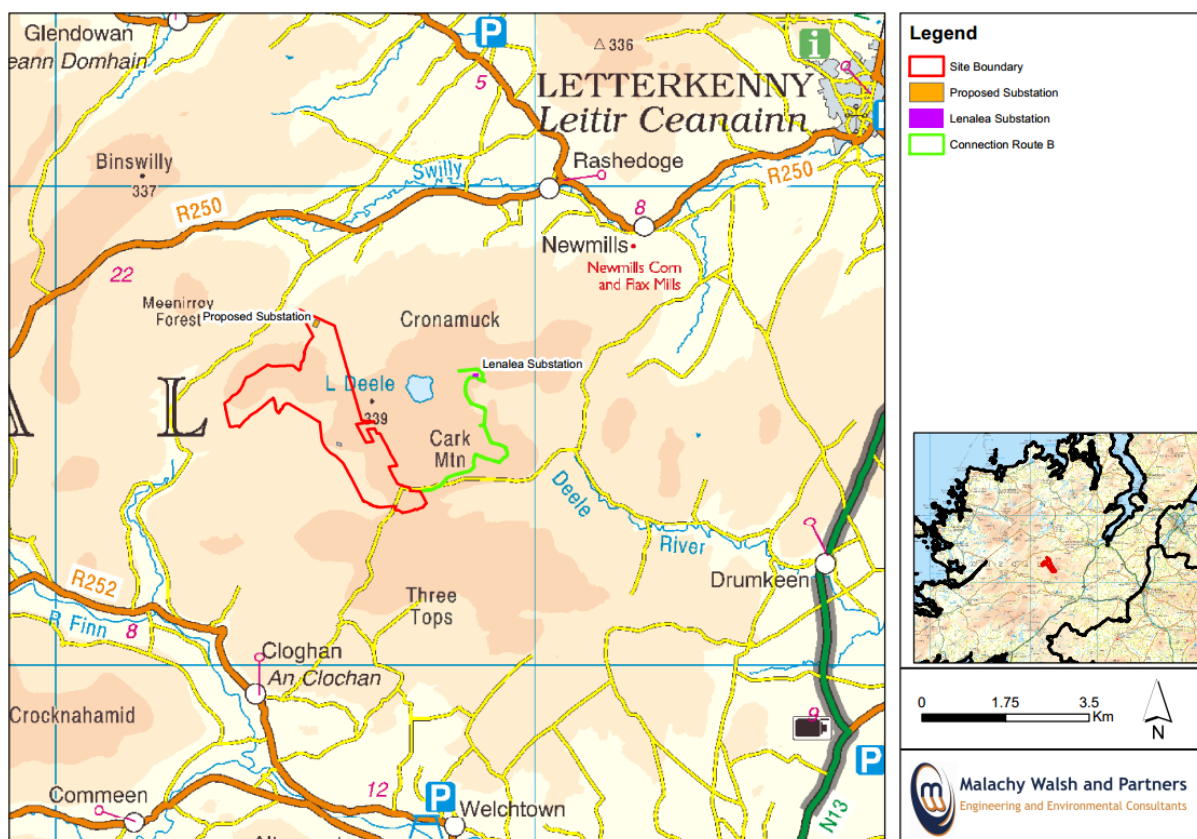 Glendowan
eann Domhain
P
5
△ 336
i
LETTERKENNY
Leitir Ceanainn
Binswilly
337
Swilly
Rashedoge
R250
R250
8
Newmills
Newmills Corn
and Flax Mills
22
Meenirroy
Forest
Proposed Substation
Cronamuck
Lenalea Substation
L Deele
339
A L
Cark
Mtn
Deele
River
Drumkeen
R252
R Finn
8
Three
Tops
Cloghan
An Clochan
Crocknahamid
9
P
12
P
Commeen
Welchtown
N13
Legend
Site Boundary
Proposed Substation
Lenalea Substation
Connection Route B
0 1.75 3.5
Km
N
Malachy Walsh and Partners
Engineering and Environmental Consultants